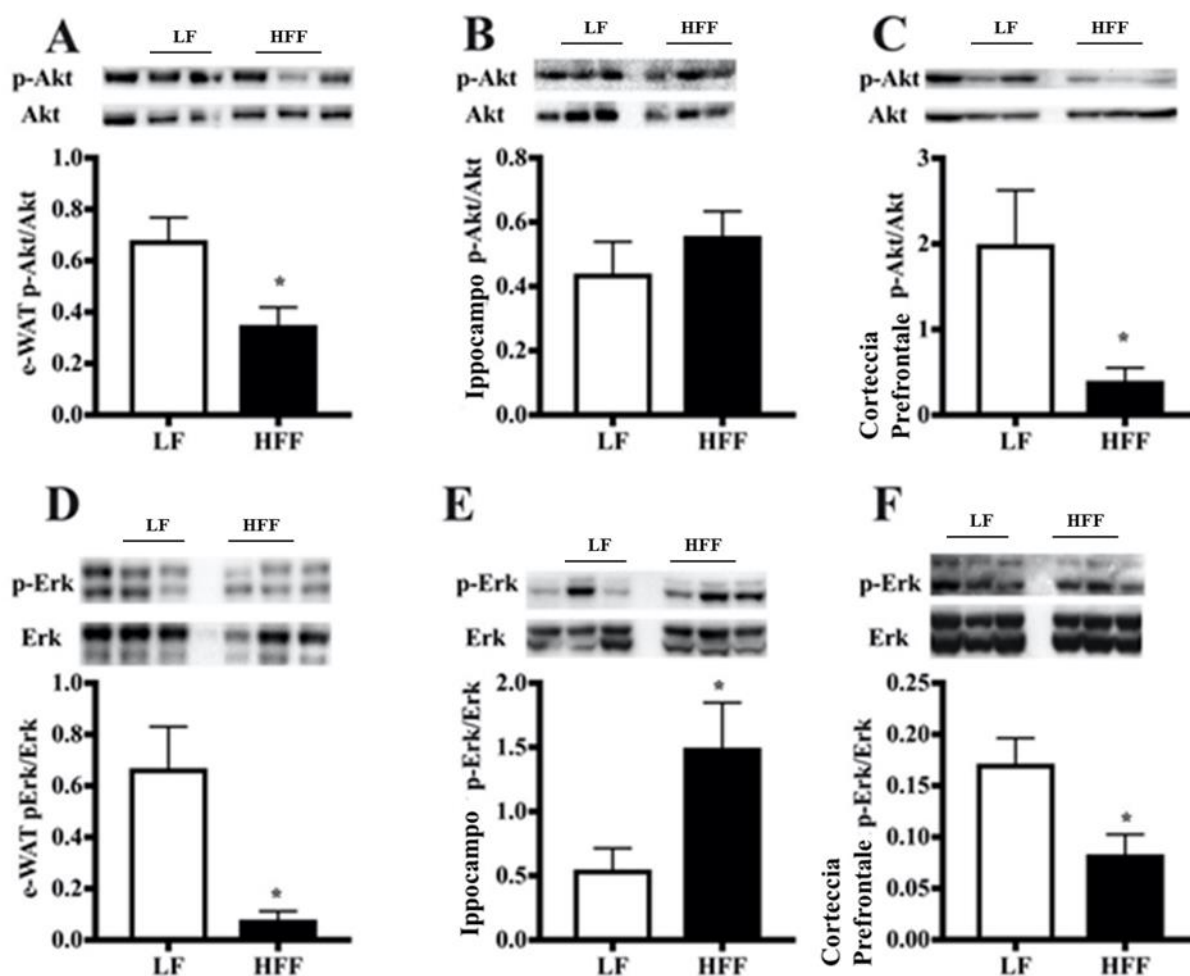 A
LF HFF
p-Akt
Akt
e-WAT p-Akt/Akt
1.0
0.8
0.6
0.4
0.2
0.0
*
LF HFF
B
LF HFF
p-Akt
Akt
Ippocampo p-Akt/Akt
0.8
0.6
0.4
0.2
0.0
LF HFF
C
LF HFF
p-Akt
Akt
Corteccia
Prefrontale p-Akt/Akt
3
2
1
0
*
LF HFF
D
LF HFF
p-Erk
Erk
e-WAT pErk/Erk
1.0
0.8
0.6
0.4
0.2
0.0
*
LF HFF
E
LF HFF
p-Erk
Erk
Ippocampo p-Erk/Erk
2.0
1.5
1.0
0.5
0.0
*
LF HFF
F
LF HFF
p-Erk
Erk
Corteccia
Prefrontale p-Erk/Erk
0.25
0.20
0.15
0.10
0.05
0.00
*
LF HFF